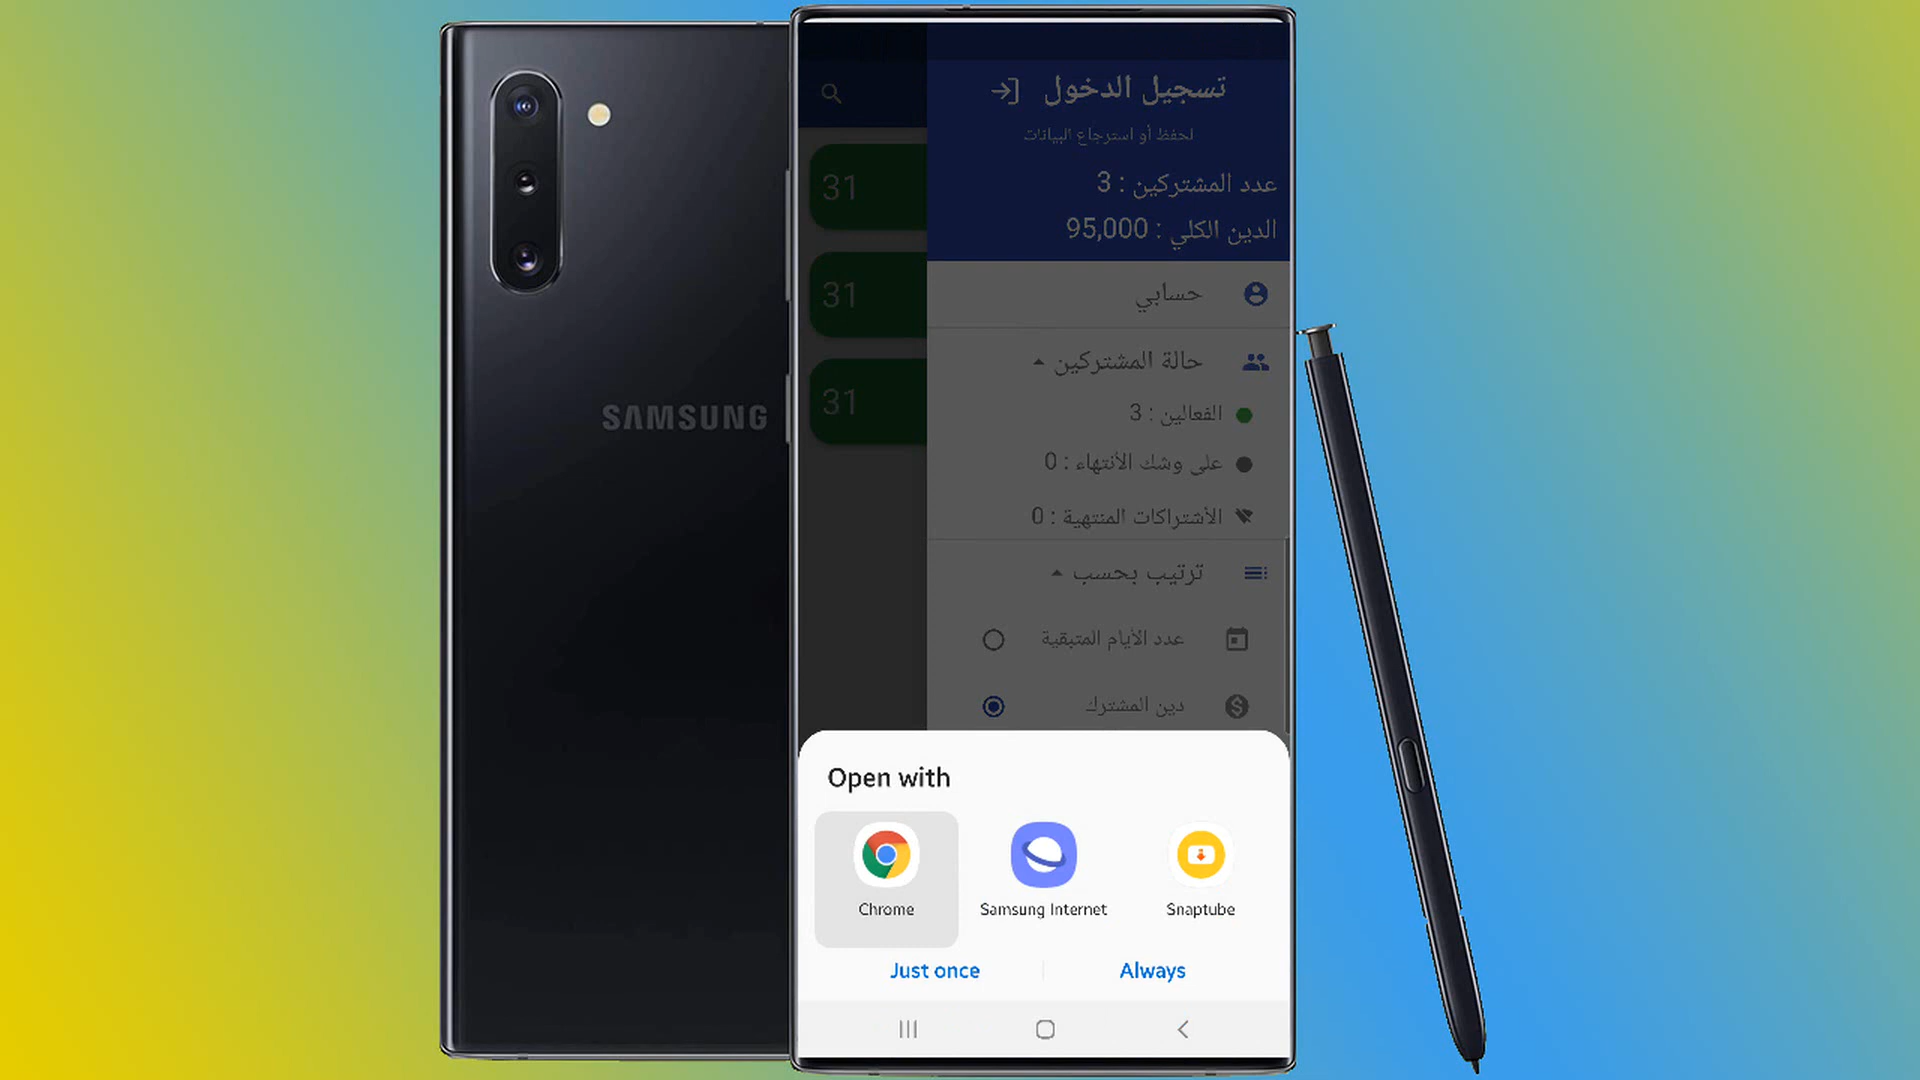 SAMSUNG
تسجيل الدخول
لحفظ أو استرجاع البيانات
عدد المشتركين : 3
الدين الكلي : 95,000
31
31
31
حسابي
حالة المشتركين
الفعالين : 3
على وشك الأنتهاء : 0
الأشتراكات المنتهية : 0
ترتيب بحسب
عدد الأيام المتبقية
دين المشترك
Open with
Chrome
Samsung Internet
Snaptube
Just once
Always